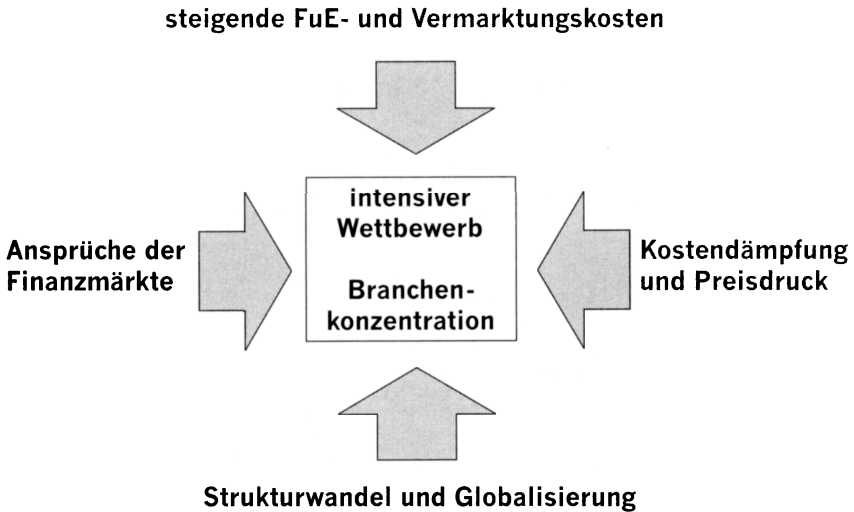 steigende FuE- und Vermarktungskosten
intensiver
Wettbewerb
Branchen-
konzentration
Ansprüche der
Finanzmärkte
Kostendämpfung
und Preisdruck
Strukturwandel und Globalisierung